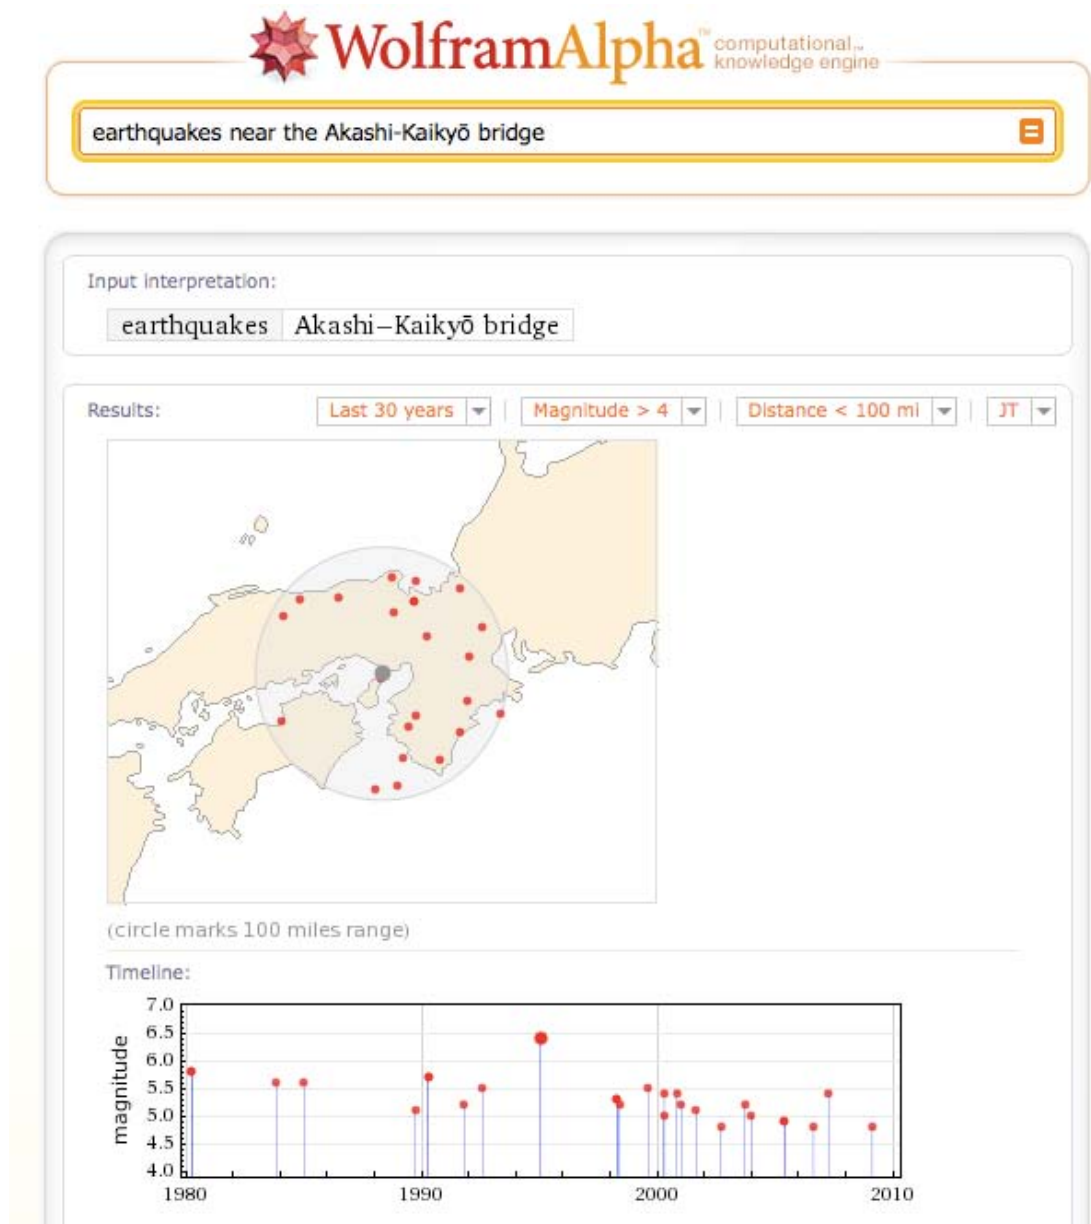 WolframAlpha™ computational™
knowledge engine
earthquakes near the Akashi-Kaikyō bridge
Input interpretation:
earthquakes Akashi–Kaikyō bridge
Results: Last 30 years | Magnitude > 4 | Distance < 100 mi | JT
(circle marks 100 miles range)
Timeline:
magnitude
7.0
6.5
6.0
5.5
5.0
4.5
4.0
1980 1990 2000 2010